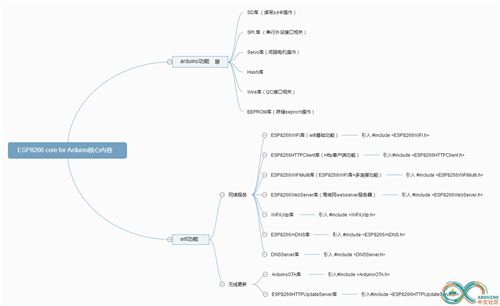 SD库 (读写sd卡操作)
SPI 库 (串行外设接口相关)
Servo库(伺服电机操作)
arduino功能
Hash库
Wire库(I2C接口相关)
EEPROM库(存储eeprom操作)
ESP8266 core for Arduino核心内容
ESP8266WiFi库(wifi基础功能) 引入 #include <ESP8266WiFi.h>
ESP8266HTTPClient库(Http客户端功能) 引入#include <ESP8266HTTPClient.h>
ESP8266WiFiMulti库(ESP8266WiFi库+多连接功能) 引入#include <ESP8266WiFiMulti.h>
网络服务
ESP8266WebServer库(局域网webserver服务器) 引入 #include <ESP8266WebServer.h>
WiFiUdp库 引入 #include <WiFiUdp.h>
wifi功能
ESP8266mDNS库 引入 #include <ESP8266mDNS.h>
DNSServer库 引入 #include <DNSServer.h>
无线更新
ArduinoOTA库 引入 #include <ArduinoOTA.h>
ESP8266HTTPUpdateServer库 引入 #include <ESP8266HTTPUpdateServer
ARDUINO
中文社区